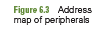 Figure 6.3 Address
map of peripherals